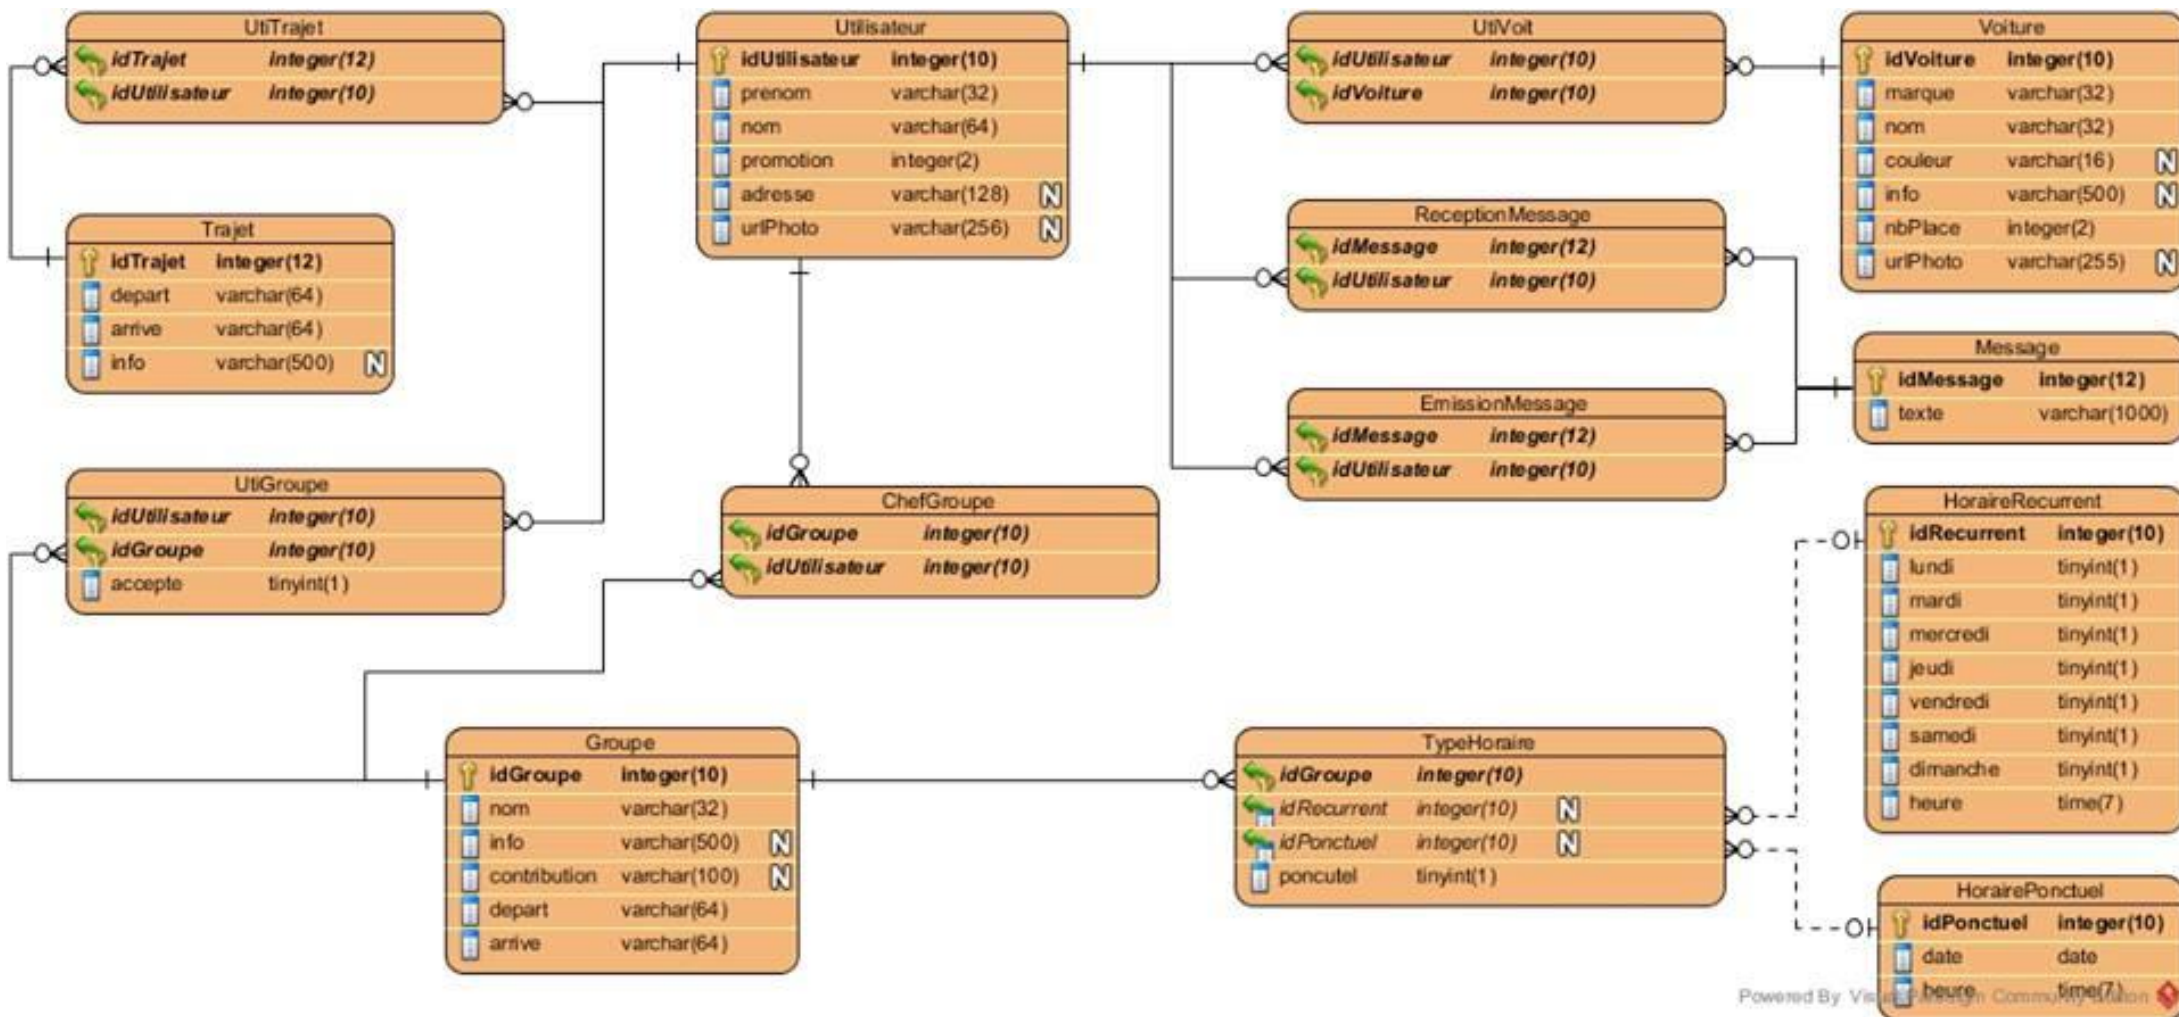 UtiTrajet
idTrajet integer(12)
idUtilisateur integer(10)
Trajet
idTrajet integer(12)
depart varchar(64)
arrive varchar(64)
info varchar(500) N
UtiGroupe
idUtilisateur integer(10)
idGroupe integer(10)
accepte tinyint(1)
Utilisateur
idUtilisateur integer(10)
prenom varchar(32)
nom varchar(64)
promotion integer(2)
adresse varchar(128) N
urlPhoto varchar(256) N
ChefGroupe
idGroupe integer(10)
idUtilisateur integer(10)
Groupe
idGroupe integer(10)
nom varchar(32)
info varchar(500) N
contribution varchar(100) N
depart varchar(64)
arrive varchar(64)
UtiVoit
idUtilisateur integer(10)
idVoiture integer(10)
ReceptionMessage
idMessage integer(12)
idUtilisateur integer(10)
EmissionMessage
idMessage integer(12)
idUtilisateur integer(10)
TypeHoraire
idGroupe integer(10)
idRecurrent integer(10) N
idPonctuel integer(10) N
poncutel tinyint(1)
Voiture
idVoiture integer(10)
marque varchar(32)
nom varchar(32)
couleur varchar(16) N
info varchar(500) N
nbPlace integer(2)
urlPhoto varchar(255) N
Message
idMessage integer(12)
texte varchar(1000)
HoraireRecurrent
idRecurrent integer(10)
lundi tinyint(1)
mardi tinyint(1)
mercredi tinyint(1)
jeudi tinyint(1)
vendredi tinyint(1)
samedi tinyint(1)
dimanche tinyint(1)
heure time(7)
HorairePonctuel
idPonctuel integer(10)
date date
heure time(7)
Powered By Visual Paradigm Community Edition